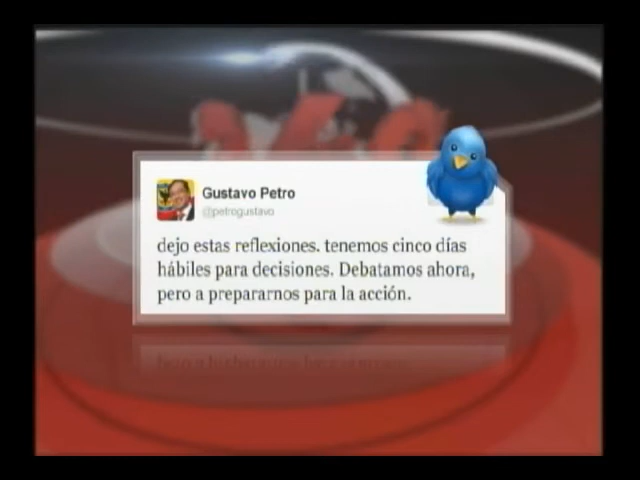 Gustavo Petro
@petrogustavo
dejo estas reflexiones. tenemos cinco días
hábiles para decisiones. Debatamos ahora,
pero a prepararnos para la acción.